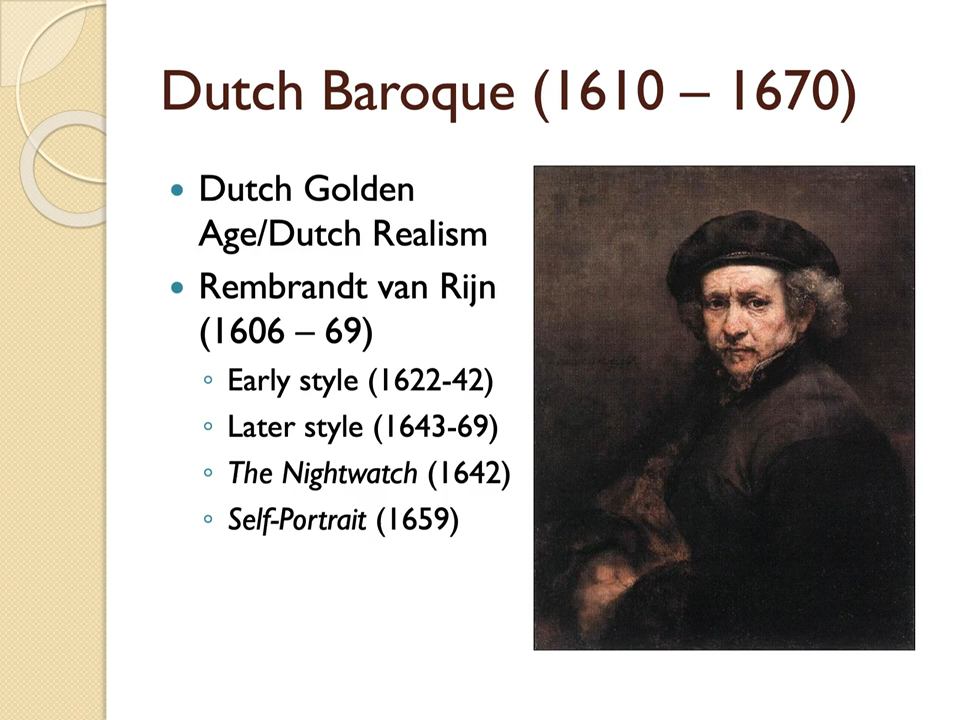 Dutch Baroque (1610 – 1670)
• Dutch Golden
Age/Dutch Realism
• Rembrandt van Rijn
(1606 – 69)
◦ Early style (1622-42)
◦ Later style (1643-69)
◦ The Nightwatch (1642)
◦ Self-Portrait (1659)